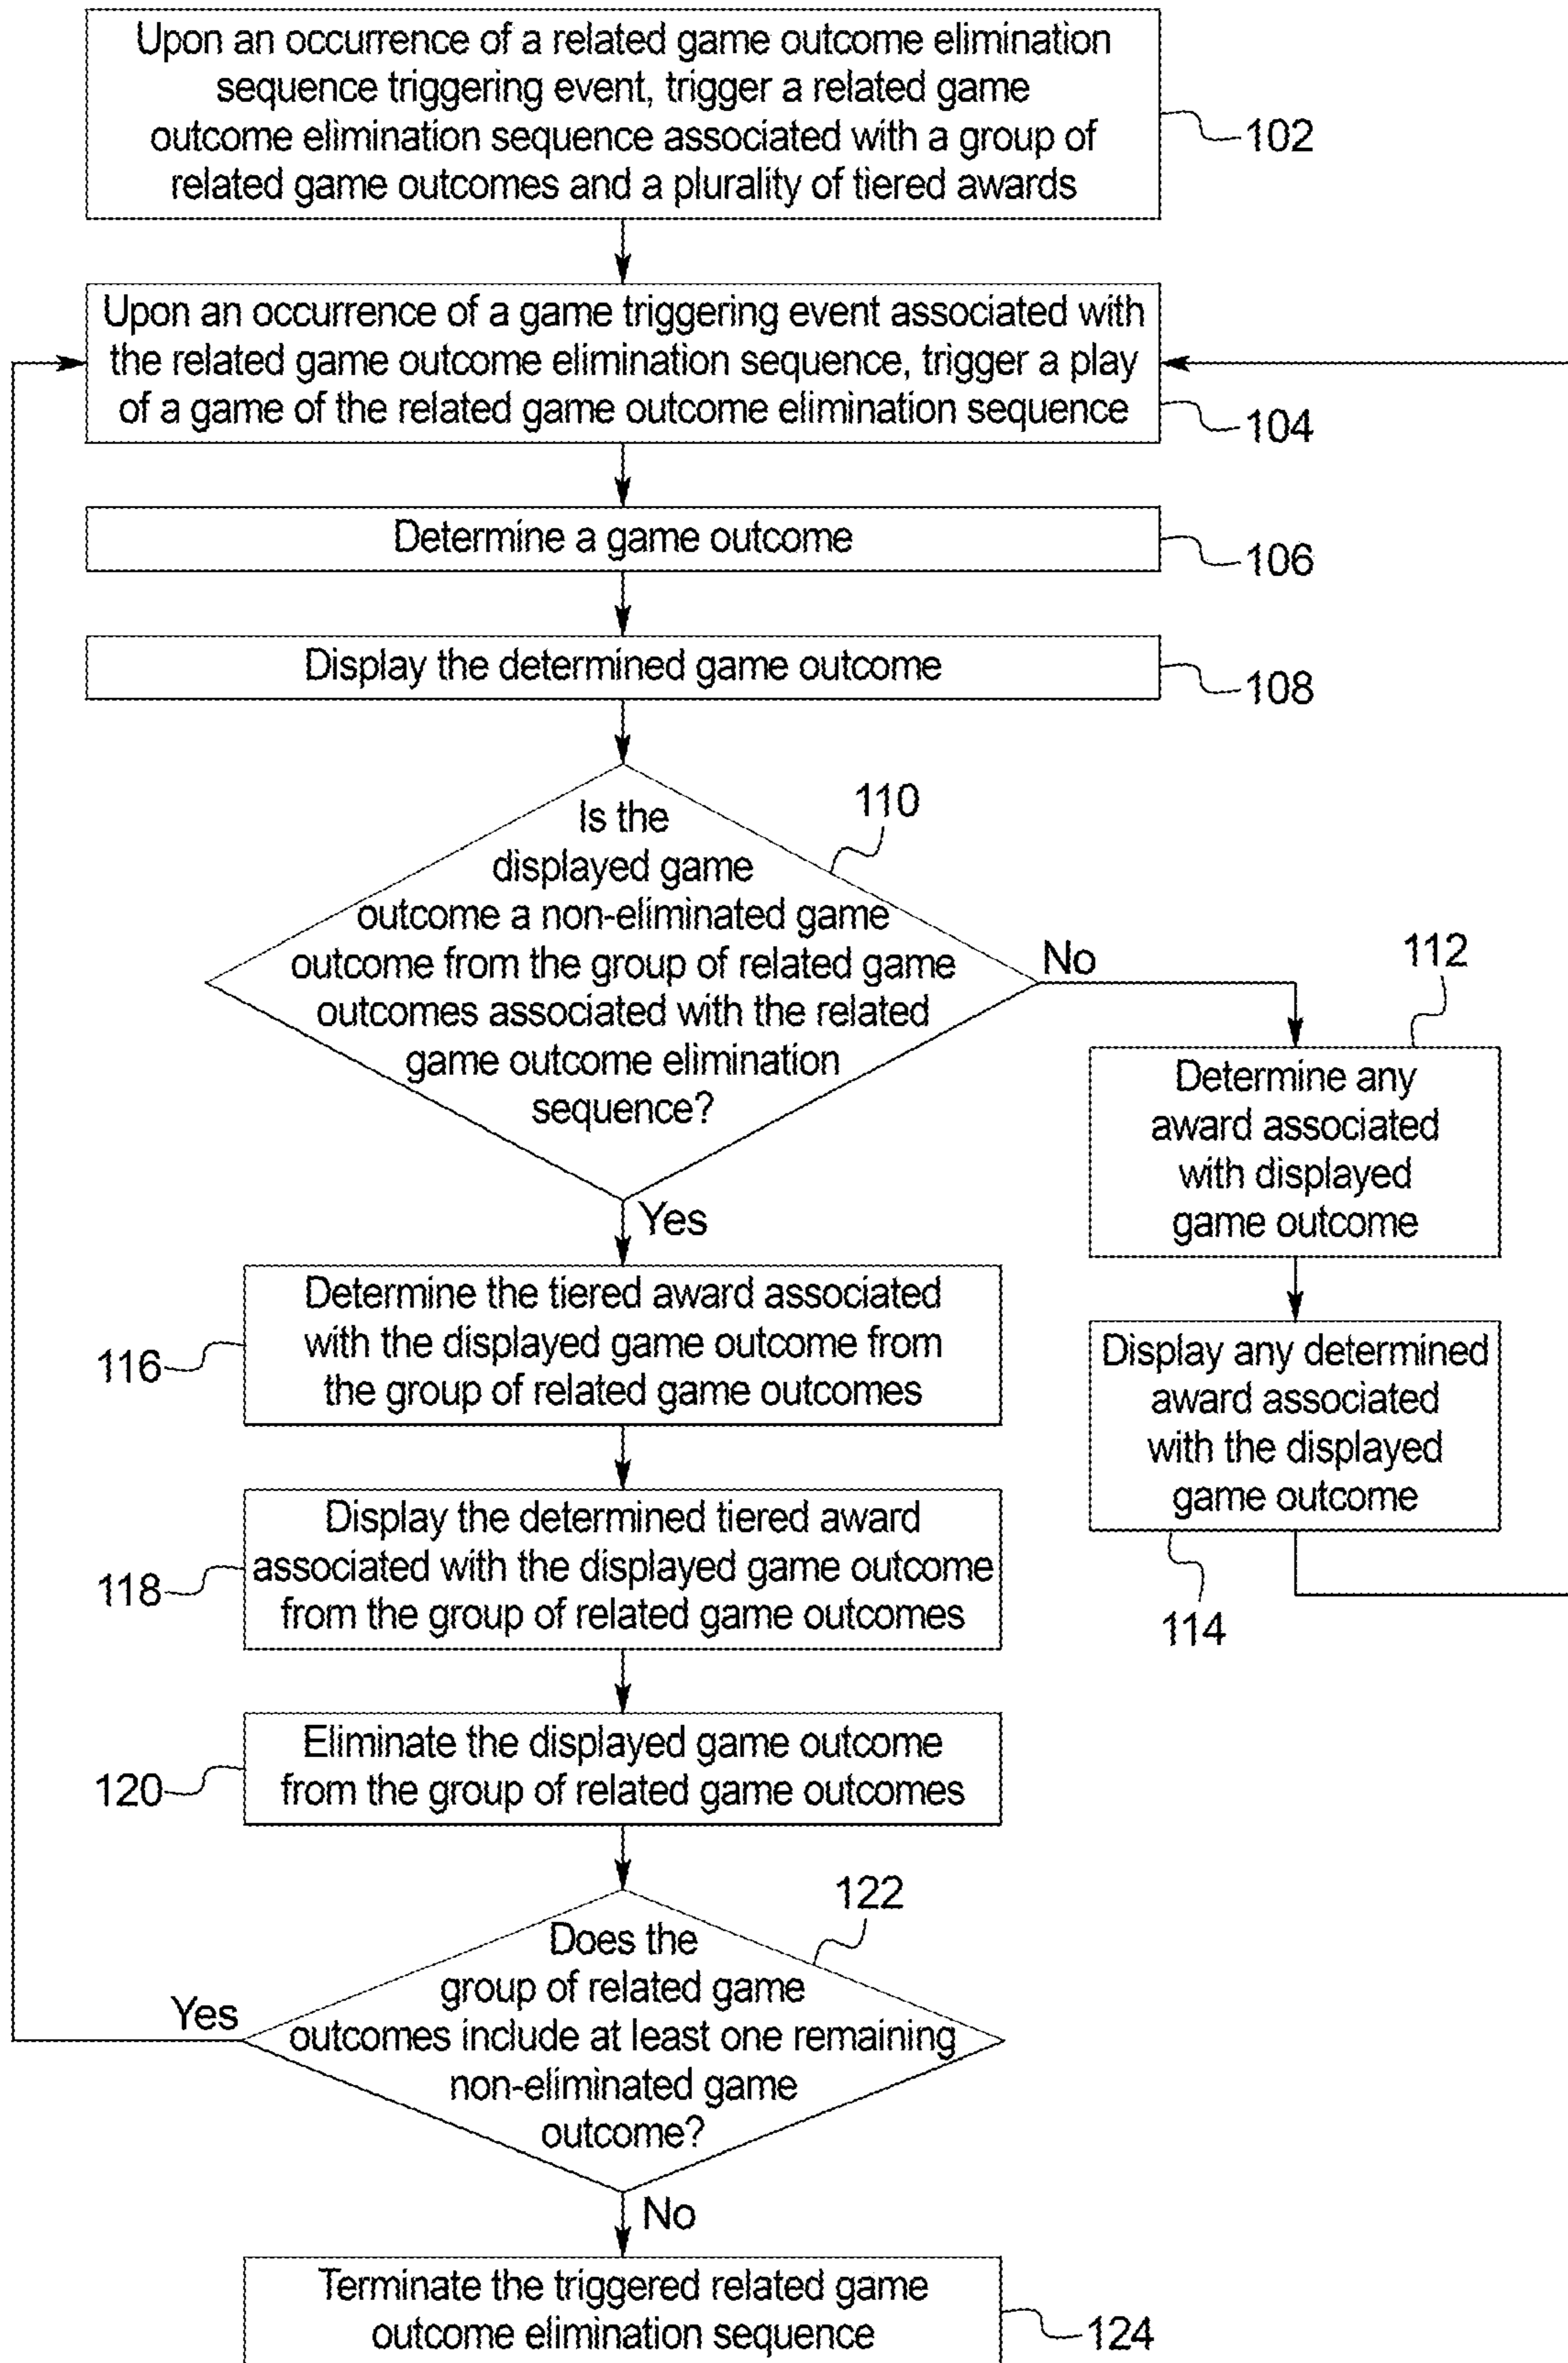 Upon an occurrence of a related game outcome elimination
sequence triggering event, trigger a related game
outcome elimination sequence associated with a group of
related game outcomes and a plurality of tiered awards
102
Upon an occurrence of a game triggering event associated with
the related game outcome elimination sequence, trigger a play
of a game of the related game outcome elimination sequence
104
Determine a game outcome
106
Display the determined game outcome
108
110
Is the
displayed game
outcome a non-eliminated game
outcome from the group of related game
outcomes associated with the related
game outcome elimination
sequence?
No
112
Determine any
award associated
with displayed
game outcome
Display any determined
award associated
with the displayed
game outcome
114
Yes
Determine the tiered award associated
with the displayed game outcome from
the group of related game outcomes
116
Display the determined tiered award
associated with the displayed game outcome
from the group of related game outcomes
118
Eliminate the displayed game outcome
from the group of related game outcomes
120
122
Does the
group of related game
outcomes include at least one remaining
non-eliminated game
outcome?
Yes
No
Terminate the triggered related game
outcome elimination sequence
124